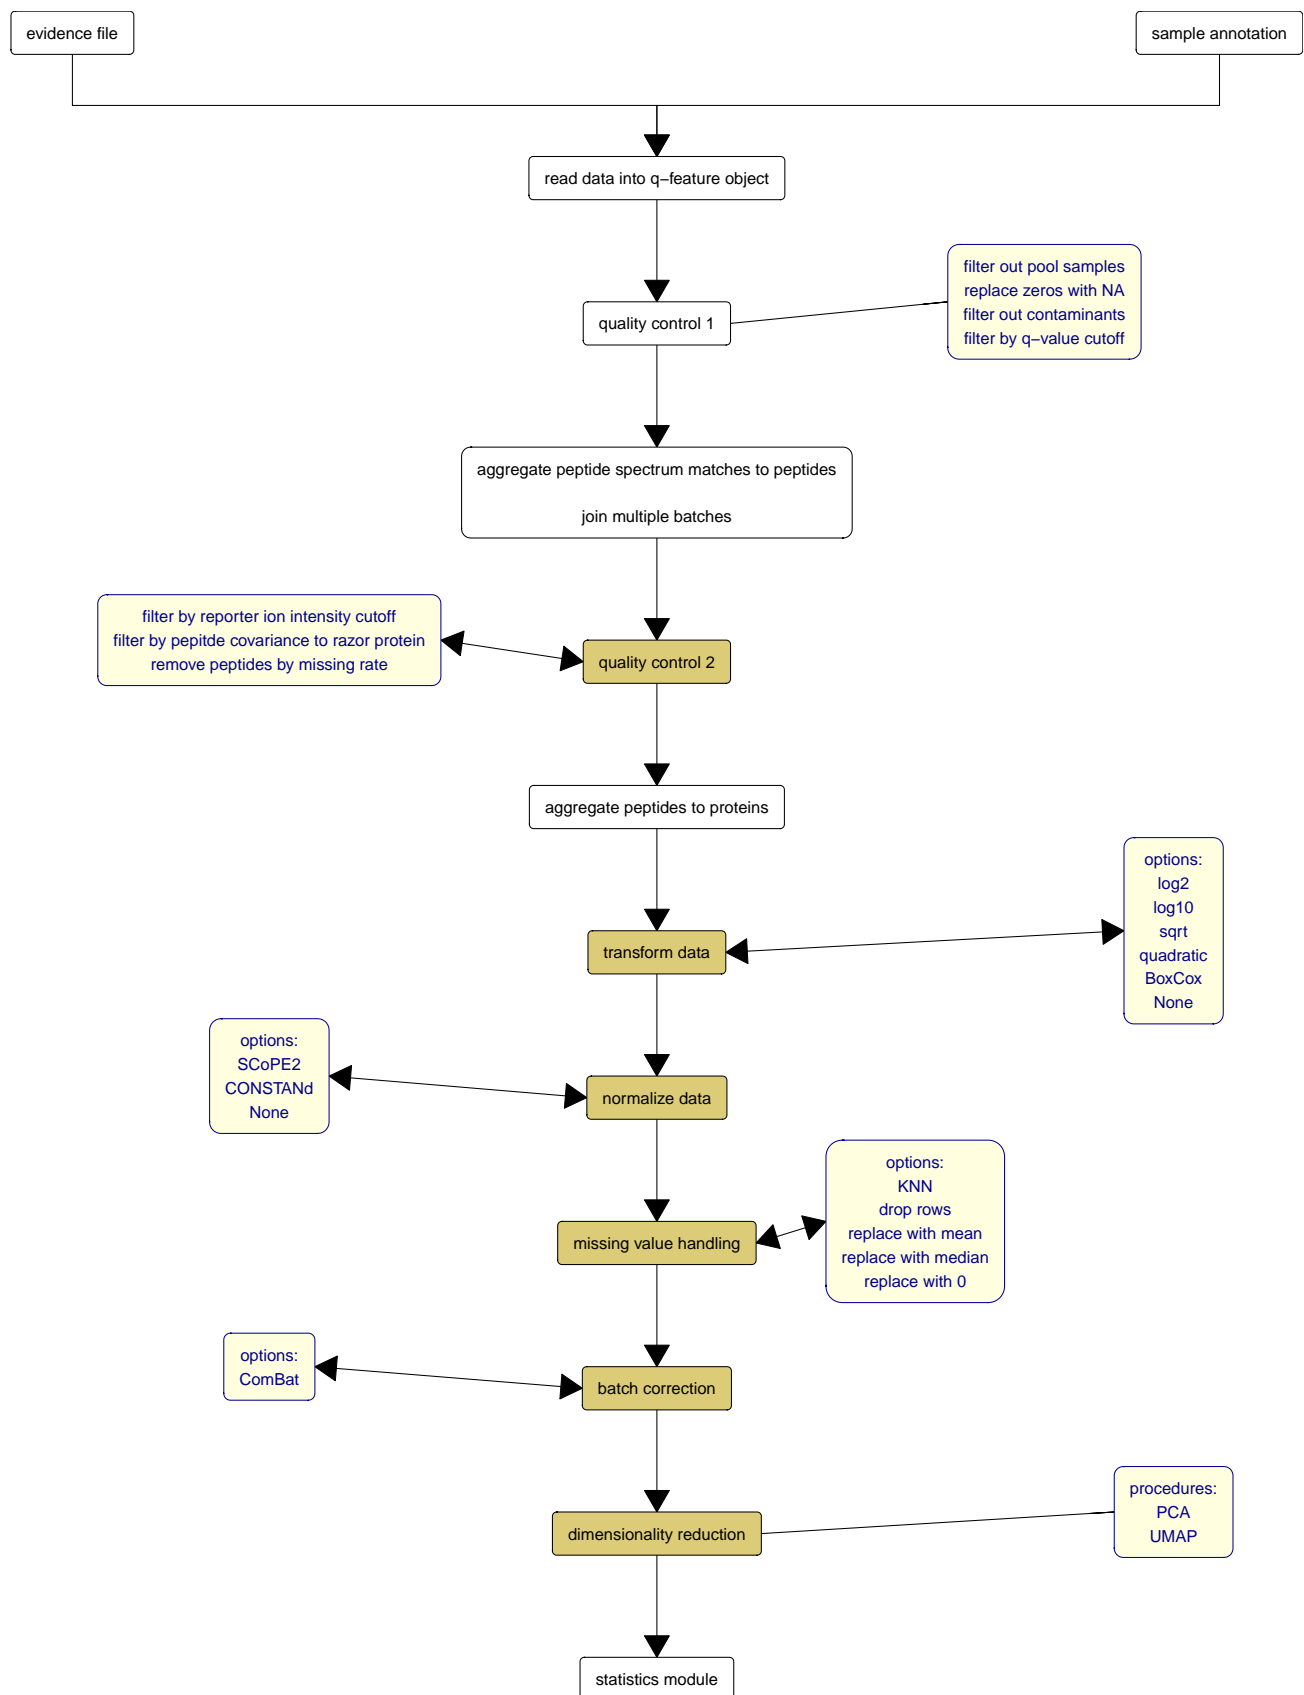 evidence file
sample annotation
read data into q−feature object
filter out pool samples
replace zeros with NA
filter out contaminants
filter by q−value cutoff
quality control 1
aggregate peptide spectrum matches to peptides
join multiple batches
filter by reporter ion intensity cutoff
filter by pepitde covariance to razor protein
remove peptides by missing rate
quality control 2
aggregate peptides to proteins
options:
log2
log10
sqrt
quadratic
BoxCox
None
transform data
options:
SCoPE2
CONSTANd
None
normalize data
options:
KNN
drop rows
replace with mean
replace with median
replace with 0
missing value handling
options:
ComBat
batch correction
procedures:
PCA
UMAP
dimensionality reduction
statistics module